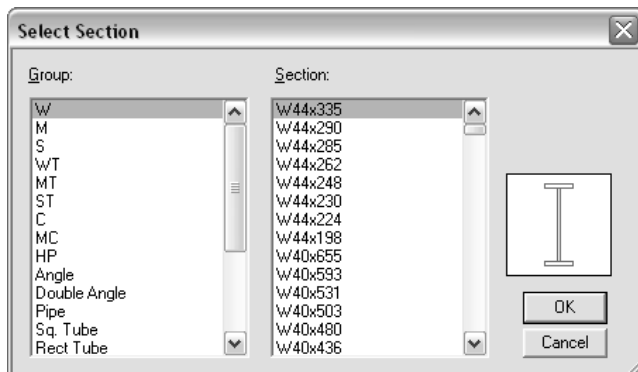 Select Section
Group:
Section:
W
M
S
WT
MT
ST
C
MC
HP
Angle
Double Angle
Pipe
Sq. Tube
Rect Tube
W44x335
W44x290
W44x285
W44x262
W44x248
W44x230
W44x224
W44x198
W40x655
W40x593
W40x531
W40x503
W40x480
W40x436
OK
Cancel